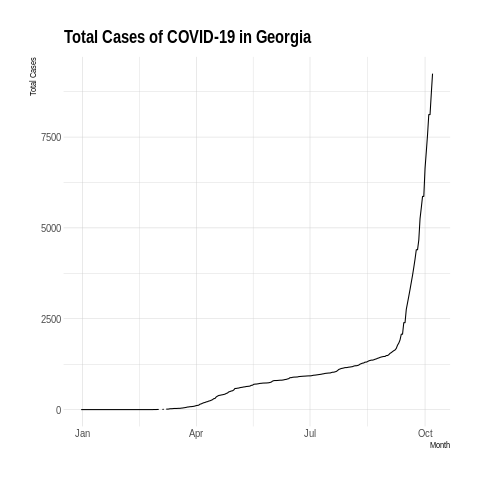 Total Cases of COVID-19 in Georgia
Total Cases
7500
5000
2500
0
Jan Apr Jul Oct
Month